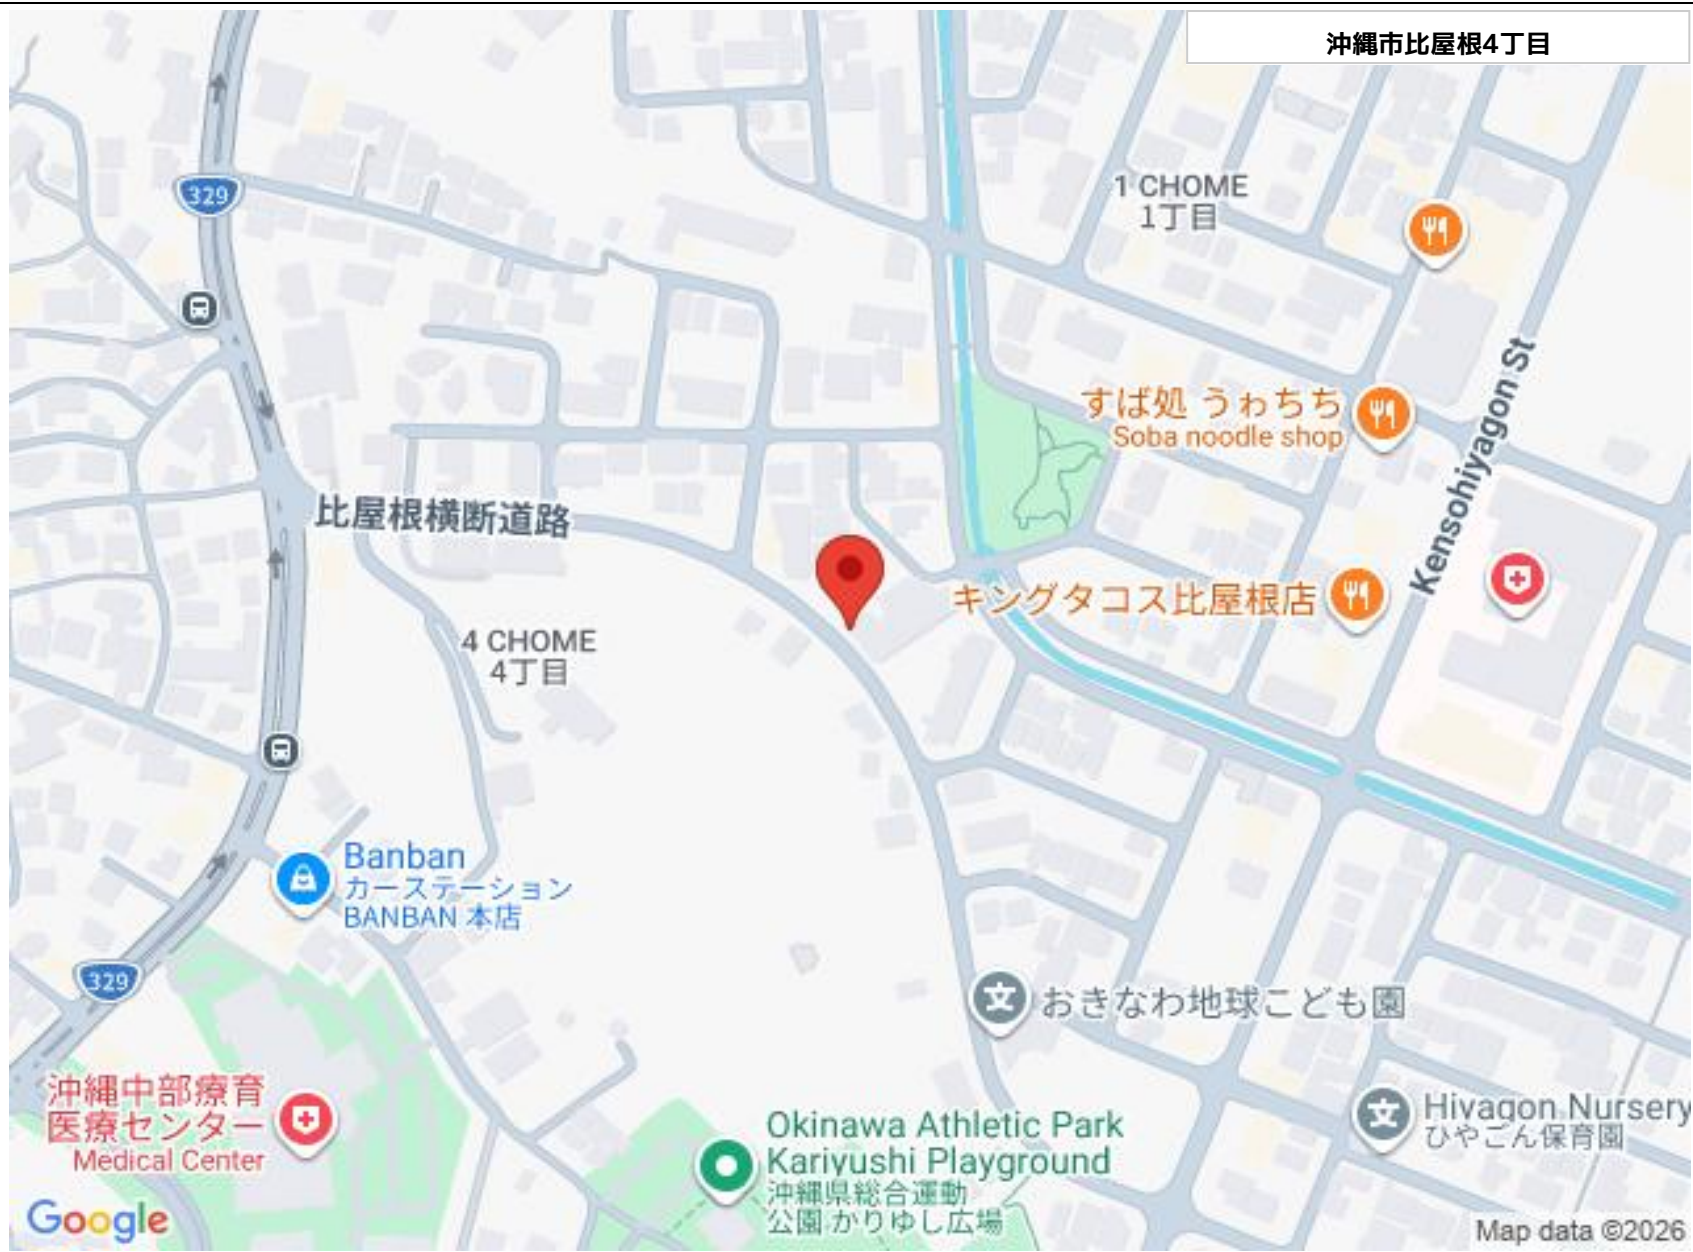 沖縄市比屋根4丁目
329
1 CHOME
1丁目
Kensohiyagon St
すば処 うわちち
Soba noodle shop
比屋根横断道路
キングタコス比屋根店
4 CHOME
4丁目
Banban
カーステーション
BANBAN 本店
329
おきなわ地球こども園
沖縄中部療育
医療センター
Medical Center
Okinawa Athletic Park
Kariyushi Playground
沖縄県総合運動
公園 かりゆし広場
Hiyagon Nursery
ひやごん保育園
Google
Map data ©2026